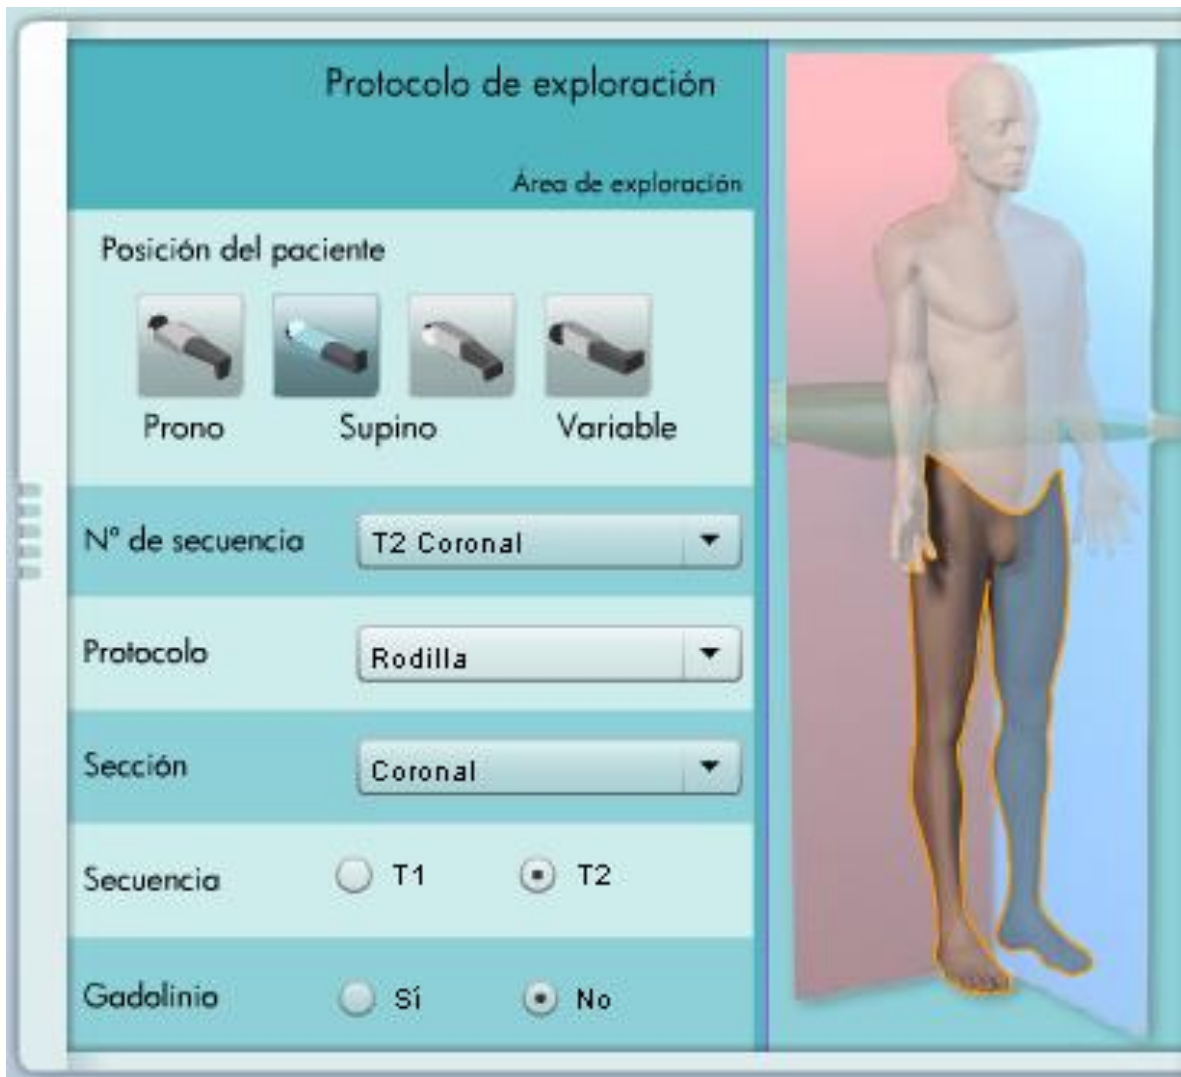 Protocolo de exploración
Área de exploración
Posición del paciente
Prono Supino Variable
Nº de secuencia T2 Coronal
Protocolo Rodilla
Sección Coronal
Secuencia T1 T2
Gadolinio Sí No